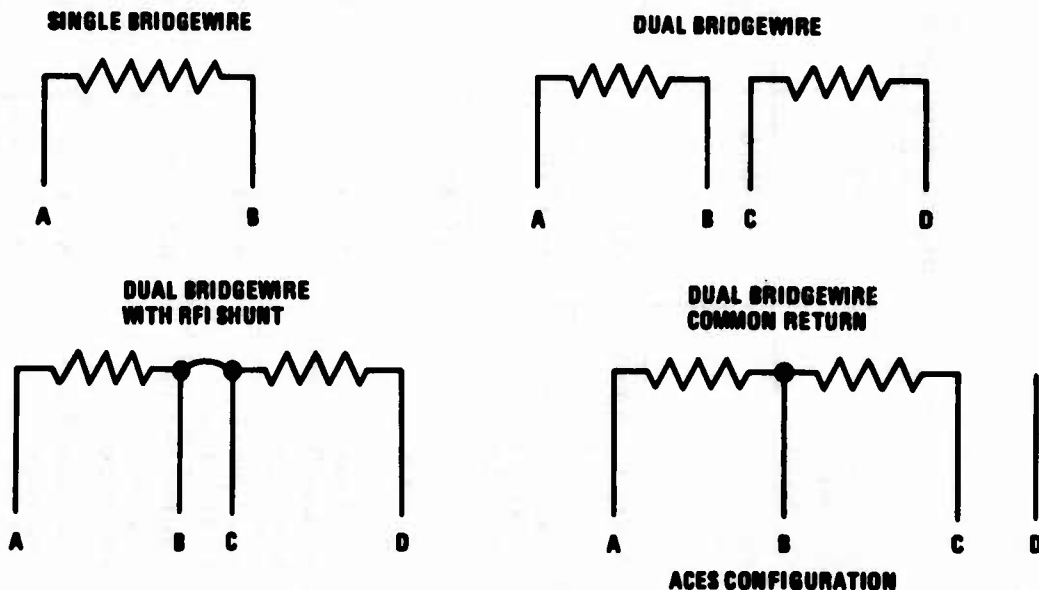 SINGLE BRIDGEWIRE
A B
DUAL BRIDGEWIRE
A B C D
DUAL BRIDGEWIRE
WITH RFI SHUNT
A B C D
DUAL BRIDGEWIRE
COMMON RETURN
A B C D
ACES CONFIGURATION